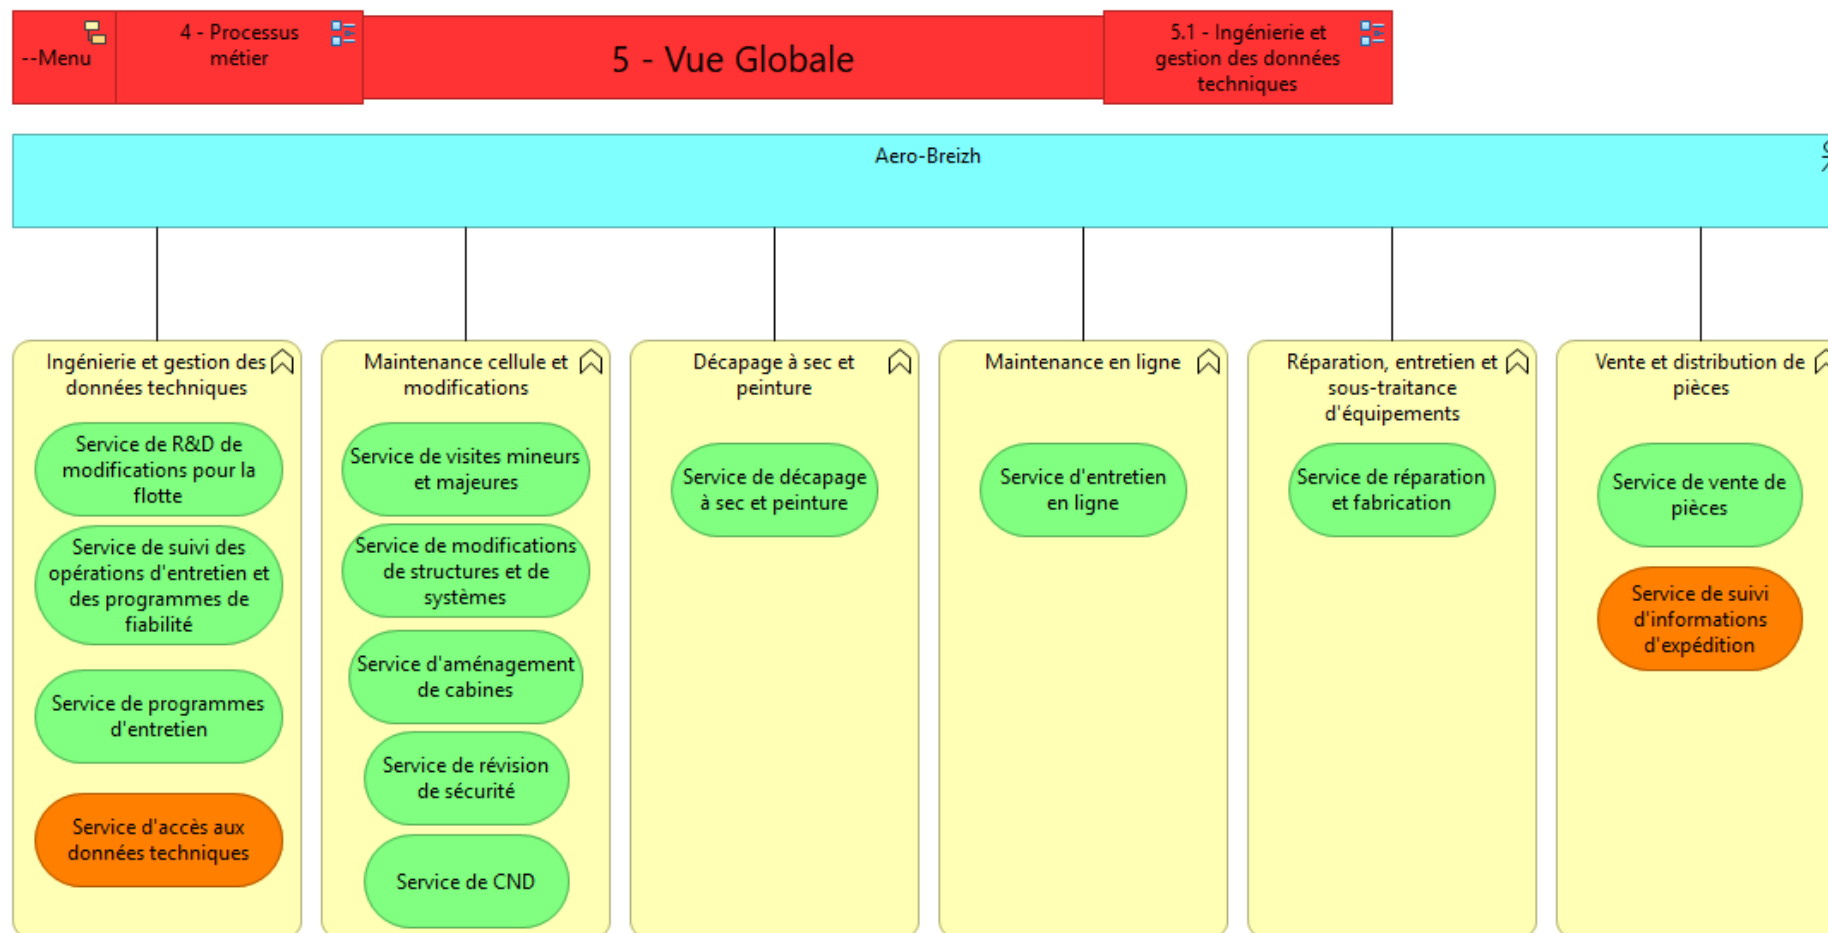 --Menu
4 - Processus
métier
5 - Vue Globale
5.1 - Ingénierie et
gestion des données
techniques
Aero-Breizh
Ingénierie et gestion des
données techniques
Service de R&D de
modifications pour la
flotte
Service de suivi des
opérations d'entretien et
des programmes de
fiabilité
Service de programmes
d'entretien
Service d'accès aux
données techniques
Maintenance cellule et
modifications
Service de visites mineurs
et majeures
Service de modifications
de structures et de
systèmes
Service d'aménagement
de cabines
Service de révision
de sécurité
Service de CND
Décapage à sec et
peinture
Service de décapage
à sec et peinture
Maintenance en ligne
Service d'entretien
en ligne
Réparation, entretien et
sous-traitance
d'équipements
Service de réparation
et fabrication
Vente et distribution de
pièces
Service de vente de
pièces
Service de suivi
d'informations
d'expédition